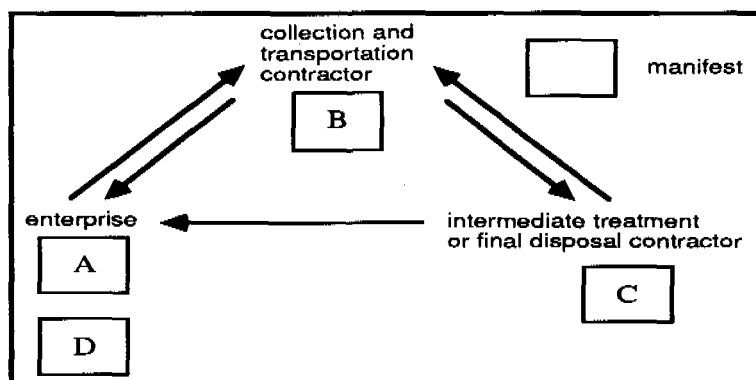 collection and
transportation
contractor
manifest
B
enterprise
intermediate treatment
or final disposal contractor
A
C
D